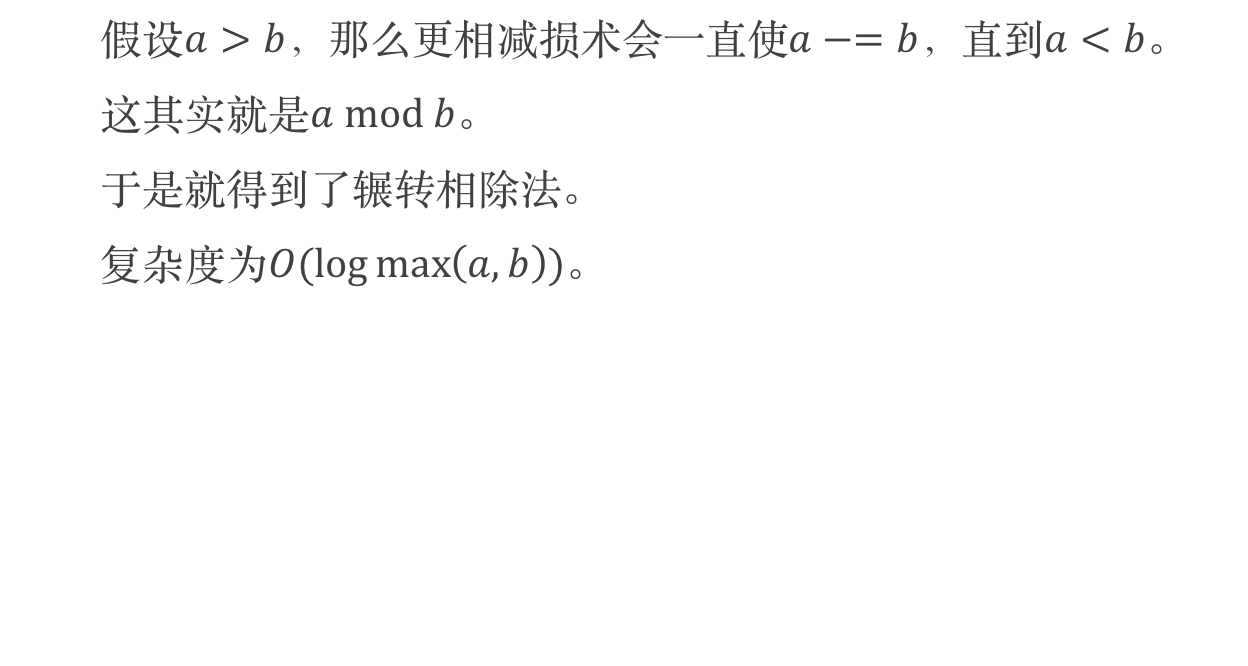 假设a > b，那么更相减损术会一直使a −= b，直到a < b。
这其实就是a mod b。
于是就得到了辗转相除法。
复杂度为O(log max(a, b))。